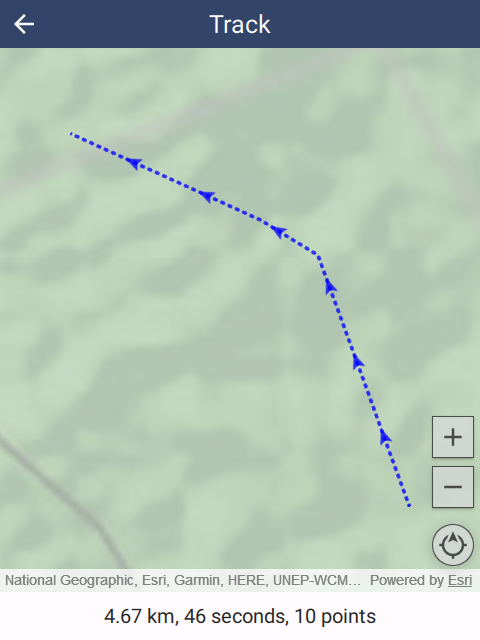 Track
National Geographic, Esri, Garmin, HERE, UNEP-WCM... Powered by Esri
4.67 km, 46 seconds, 10 points